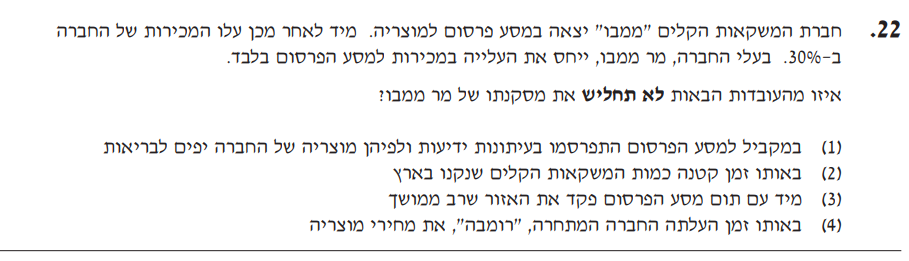 22. חברת המשקאות הקלים "ממבו" יצאה במסע פרסום למוצריה. מיד לאחר מכן עלו המכירות של החברה
ב-30%. בעלי החברה, מר ממבו, ייחס את העלייה במכירות למסע הפרסום בלבד.
איזו מהעובדות הבאות לא תחליש את מסקנתו של מר ממבו?
(1) במקביל למסע הפרסום התפרסמו בעיתונות ידיעות ולפיהן מוצריה של החברה יפים לבריאות
(2) באותו זמן קטנה כמות המשקאות הקלים שנקנו בארץ
(3) מיד עם תום מסע הפרסום פקד את האזור שרב ממושך
(4) באותו זמן העלתה החברה המתחרה, "רומבה", את מחירי מוצריה